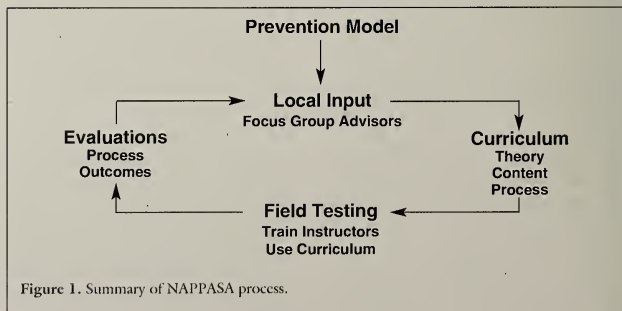 Prevention Model
Local Input
Focus Group Advisors
Evaluations
Process
Outcomes
Curriculum
Theory
Content
Process
Field Testing
Train Instructors
Use Curriculum
Figure 1. Summary of NAPPASA process.